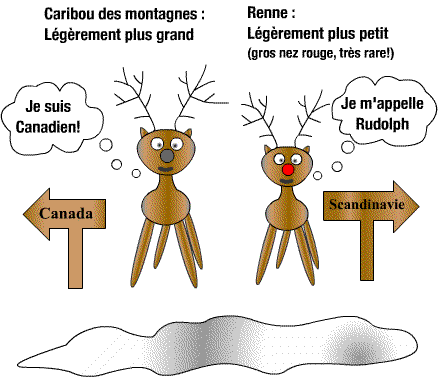 Caribou des montagnes :
Légèrement plus grand
Renne :
Légèrement plus petit
(gros nez rouge, très rare!)
Je suis
Canadien!
Je m'appelle
Rudolph
Canada
Scandinavie